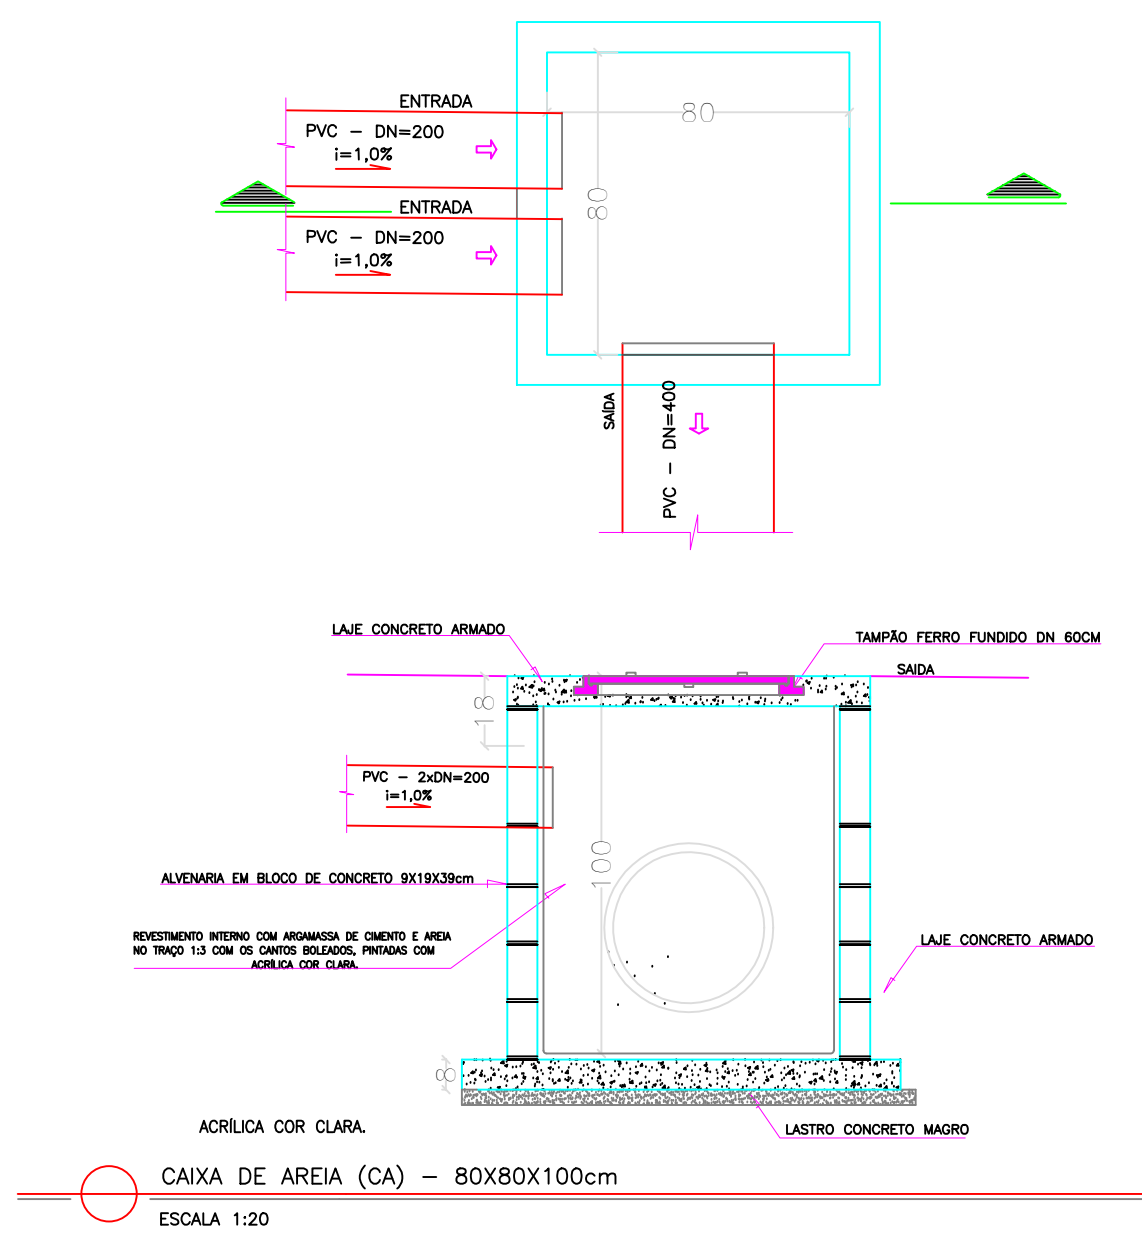 ENTRADA
PVC - DN=200
i=1,0%
80
80
ENTRADA
PVC - DN=200
i=1,0%
SAÍDA
PVC - DN=400
LAJE CONCRETO ARMADO
TAMPÃO FERRO FUNDIDO DN 60CM
SAIDA
18
PVC - 2xDN=200
i=1,0%
100
ALVENARIA EM BLOCO DE CONCRETO 9X19X39cm
REVESTIMENTO INTERNO COM ARGAMASSA DE CIMENTO E AREIA
NO TRAÇO 1:3 COM OS CANTOS BOLEADOS, PINTADAS COM
ACRÍLICA COR CLARA.
LAJE CONCRETO ARMADO
8
ACRÍLICA COR CLARA.
LASTRO CONCRETO MAGRO
CAIXA DE AREIA (CA) - 80X80X100cm
ESCALA 1:20